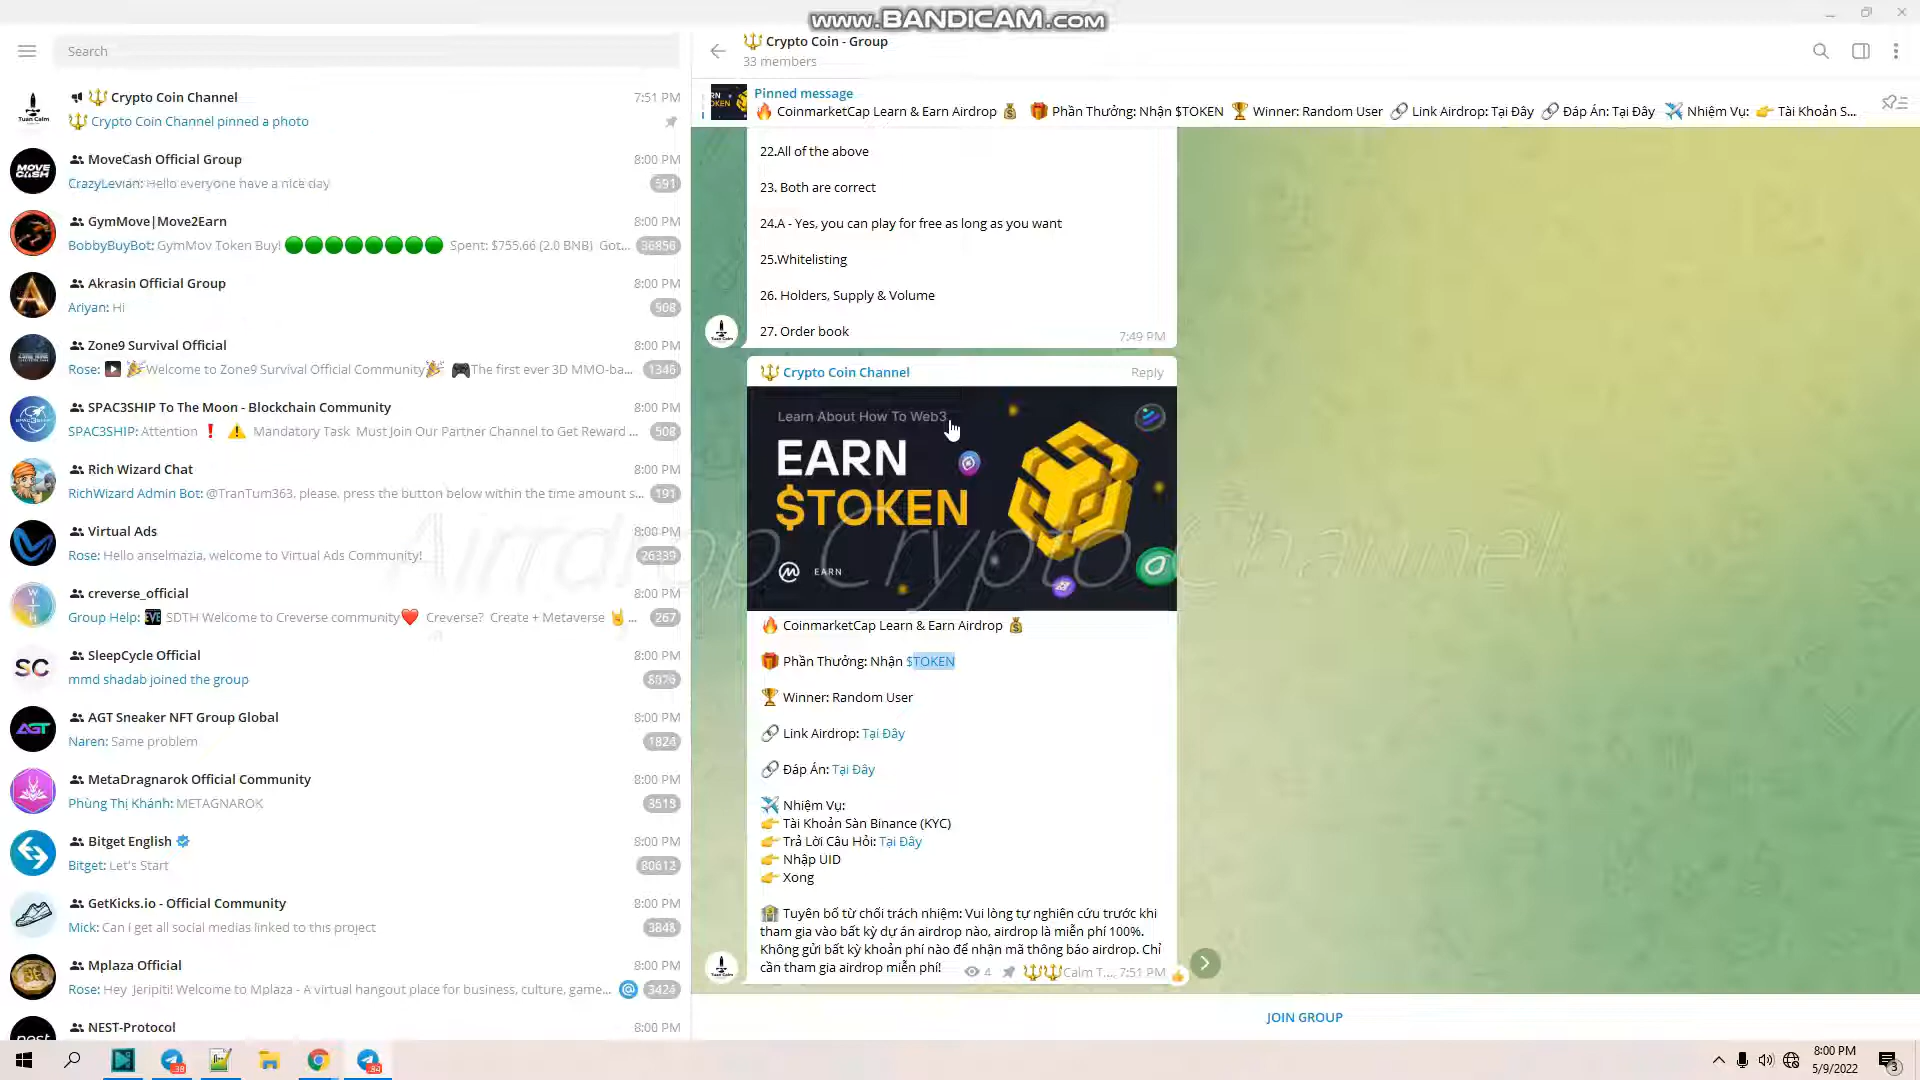 www.BANDICAM.com
Search
Crypto Coin Channel
7:51 PM
Crypto Coin Channel pinned a photo
MoveCash Official Group
8:00 PM
CrazyLevian: Hello everyone have a nice day
591
GymMove|Move2Earn
8:00 PM
BobbyBuyBot: GymMov Token Buy! Spent: $755.66 (2.0 BNB) Got...
36856
Akrasin Official Group
8:00 PM
Ariyan: Hi
508
Zone9 Survival Official
8:00 PM
Rose: Welcome to Zone9 Survival Official Community The first ever 3D MMO-ba...
1346
SPAC3SHIP To The Moon - Blockchain Community
8:00 PM
SPAC3SHIP: Attention Mandatory Task Must Join Our Partner Channel to Get Reward ...
508
Rich Wizard Chat
8:00 PM
RichWizard Admin Bot: @TranTum363, please, press the button below within the time amount s...
191
Virtual Ads
8:00 PM
Rose: Hello anselmazia, welcome to Virtual Ads Community!
26339
creverse_official
8:00 PM
Group Help: EVE SDTH Welcome to Creverse community Creverse? Create + Metaverse ...
267
SC
SleepCycle Official
8:00 PM
mmd shadab joined the group
AGT
AGT Sneaker NFT Group Global
8:00 PM
Naren: Same problem
1824
MetaDragnarok Official Community
8:00 PM
Phùng Thị Khánh: METAGNAROK
3518
Bitget English
8:00 PM
Bitget: Let's Start
80612
GetKicks.io - Official Community
8:00 PM
Mick: Can i get all social medias linked to this project
3848
Mplaza Official
8:00 PM
Rose: Hey Jeripiti! Welcome to Mplaza - A virtual hangout place for business, culture, game...
@ 3424
NEST-Protocol
8:00 PM
MOVE CASH
Tuan Calm
Crypto Coin - Group
33 members
Pinned message
CoinmarketCap Learn & Earn Airdrop Phần Thưởng: Nhận $TOKEN Winner: Random User Link Airdrop: Tại Đây Đáp Án: Tại Đây Nhiệm Vụ: Tài Khoản S...
22.All of the above
23. Both are correct
24.A - Yes, you can play for free as long as you want
25.Whitelisting
26. Holders, Supply & Volume
27. Order book
7:49 PM
Crypto Coin Channel
Reply
Learn About How To Web3
EARN
$TOKEN
EARN
Airrdrop Crypto Channel
CoinmarketCap Learn & Earn Airdrop
Phần Thưởng: Nhận $TOKEN
Winner: Random User
Link Airdrop: Tại Đây
Đáp Án: Tại Đây
Nhiệm Vụ:
Tài Khoản Sàn Binance (KYC)
Trả Lời Câu Hỏi: Tại Đây
Nhập UID
Xong
Tuyên bố từ chối trách nhiệm: Vui lòng tự nghiên cứu trước khi
tham gia vào bất kỳ dự án airdrop nào, airdrop là miễn phí 100%.
Không gửi bất kỳ khoản phí nào để nhận mã thông báo airdrop. Chỉ
cần tham gia airdrop miễn phí!
4 Calm T... 7:51 PM
JOIN GROUP
8:00 PM
5/9/2022
3